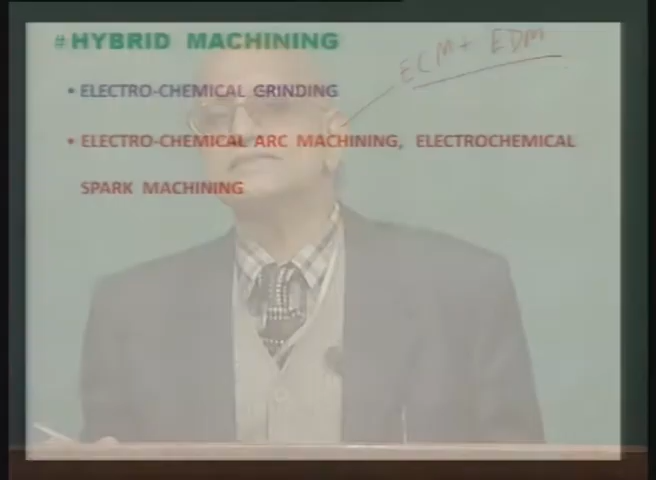 #HYBRID MACHINING
ECM + EDM
• ELECTRO-CHEMICAL GRINDING
• ELECTRO-CHEMICAL ARC MACHINING, ELECTROCHEMICAL
SPARK MACHINING